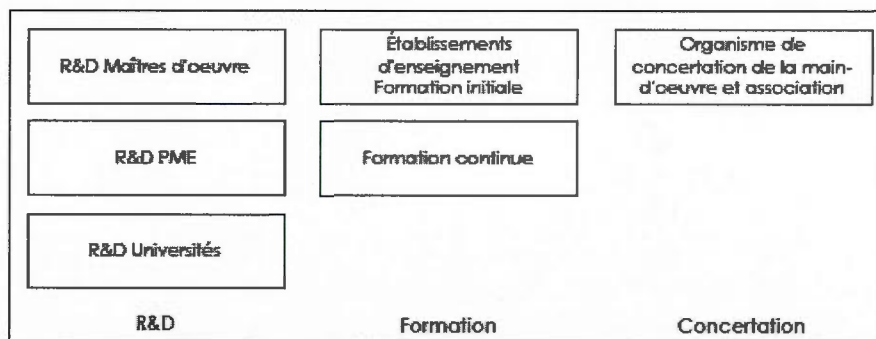 R&D Maîtres d'oeuvre
Établissements
d'enseignement
Formation initiale
Organisme de
concertation de la main-
d'oeuvre et association
R&D PME
Formation continue
R&D Universités
R&D
Formation
Concertation